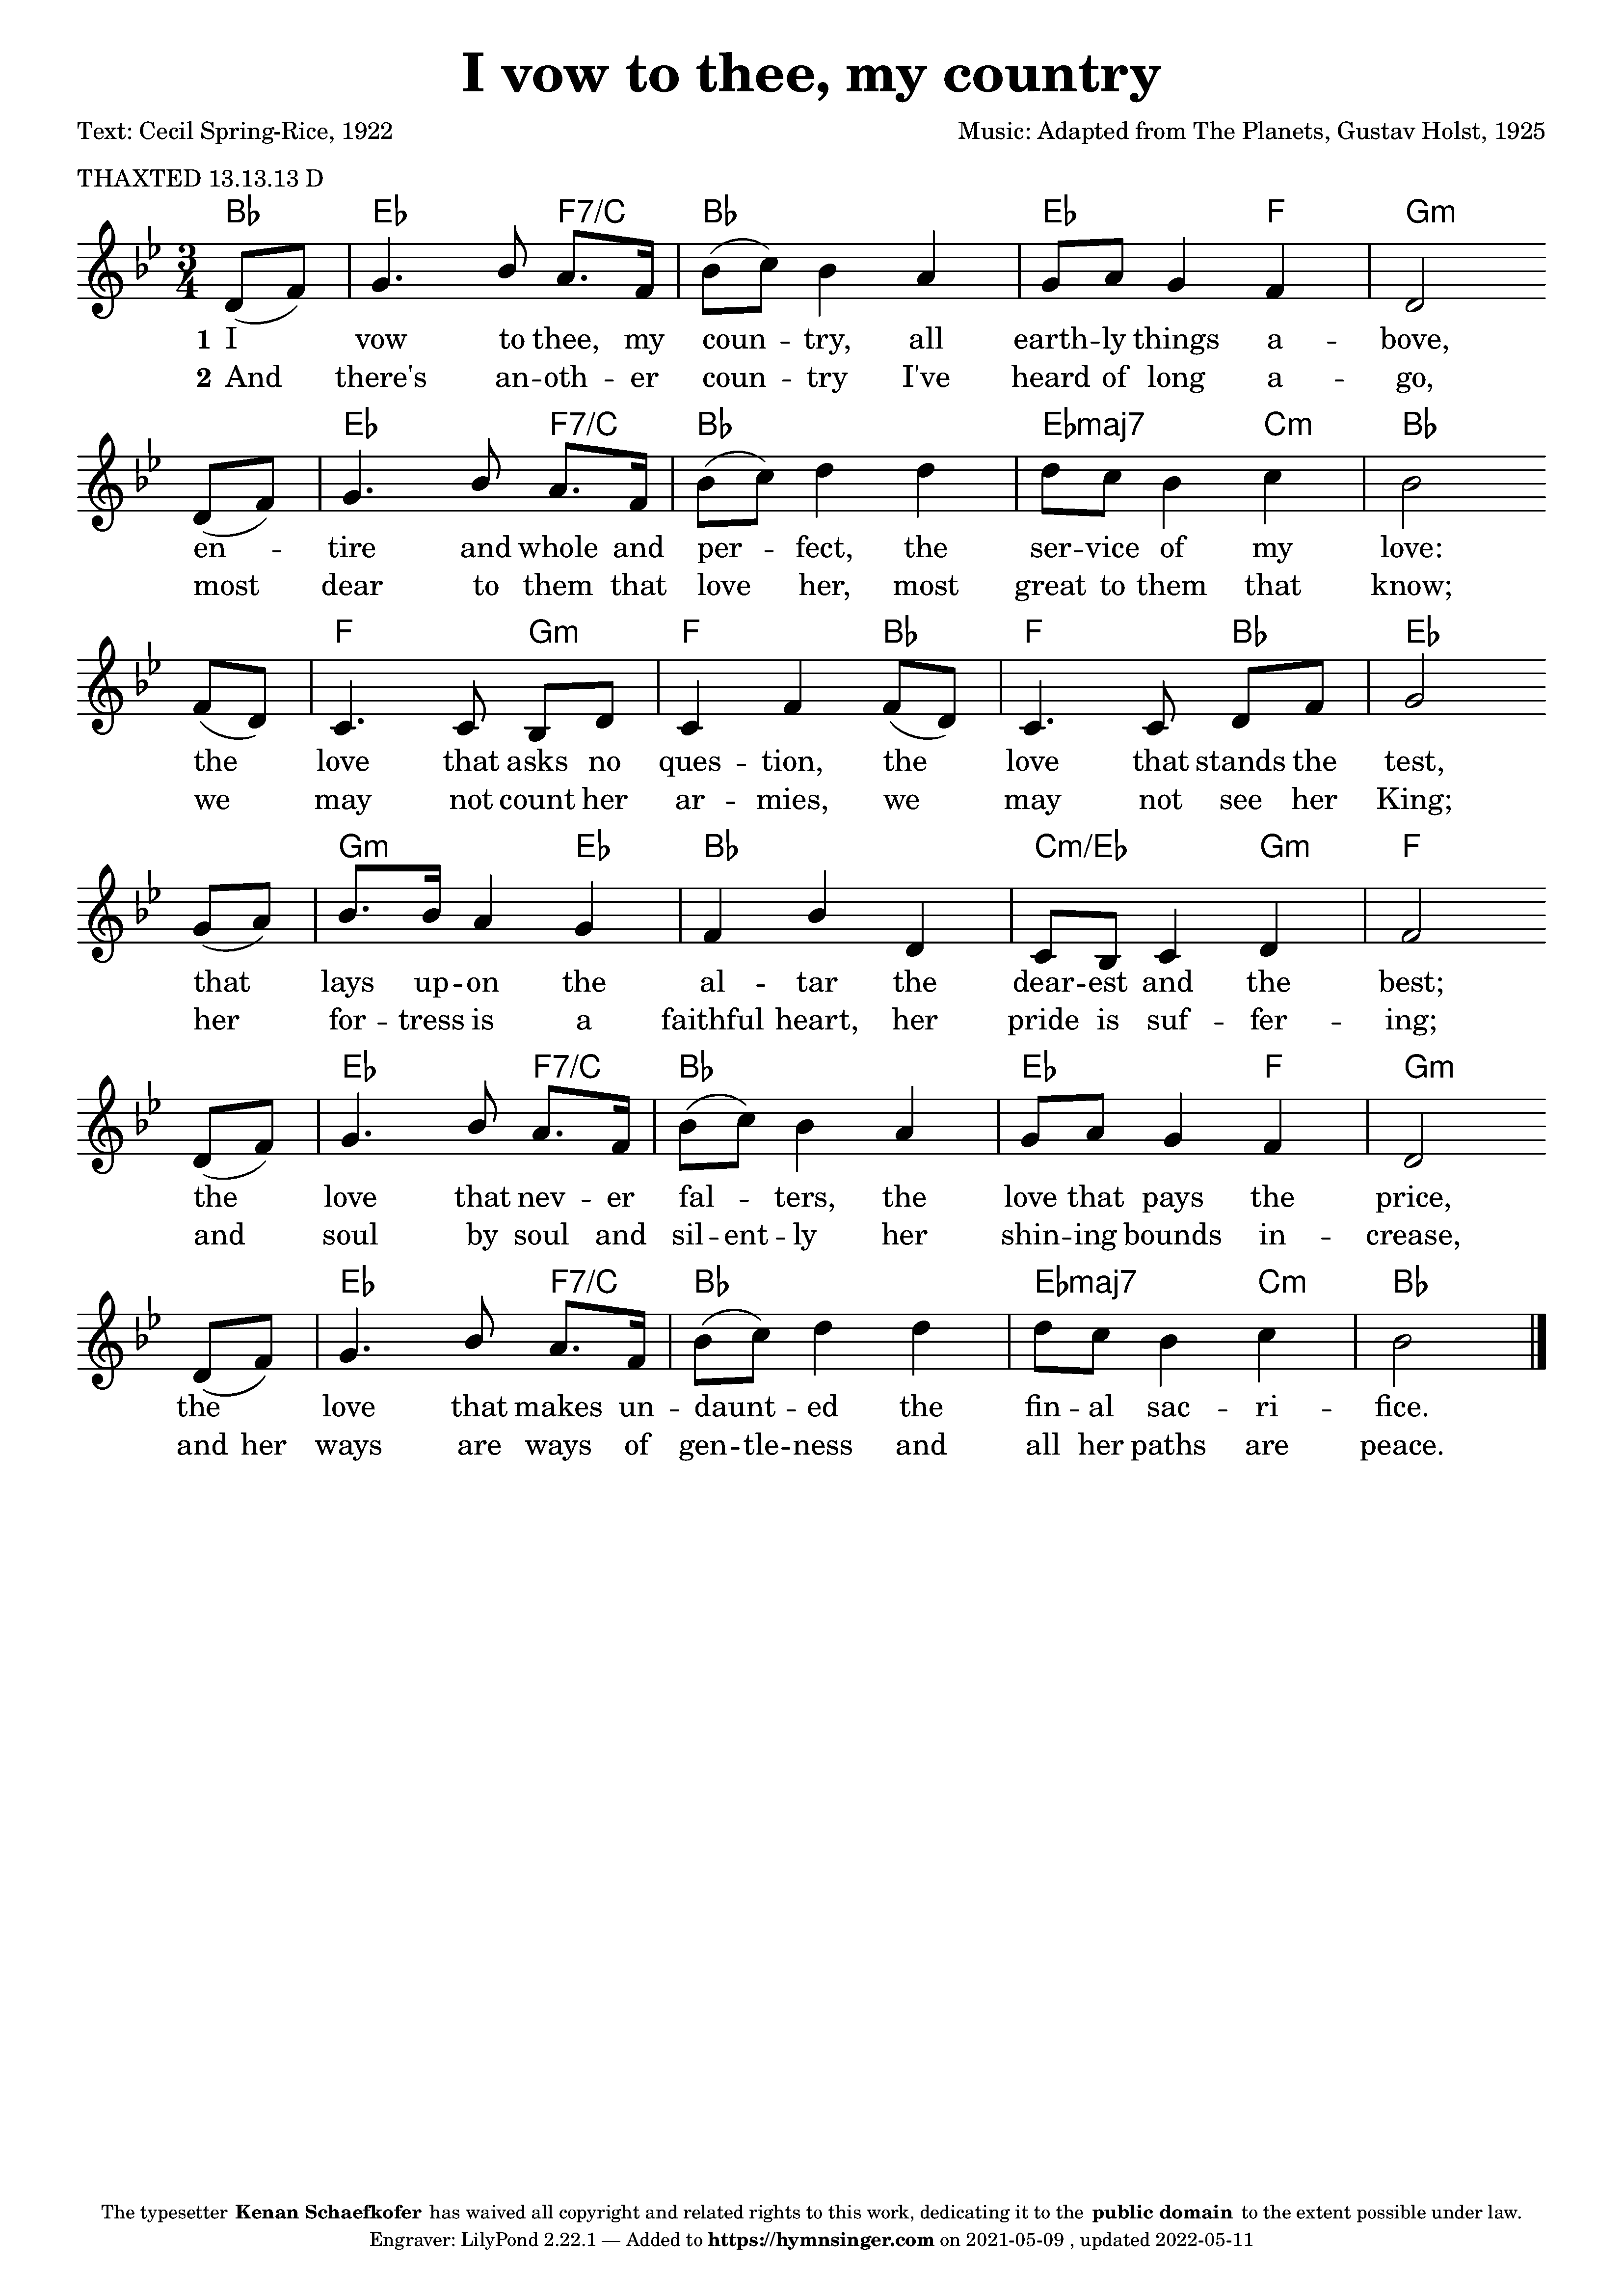 I vow to thee, my country
Text: Cecil Spring-Rice, 1922
Music: Adapted from The Planets, Gustav Holst, 1925
THAXTED 13.13.13 D
B♭ E♭ F7/C B♭ E♭ F Gm
3
4
1 I vow to thee, my coun -- try, all earth -- ly things a -- bove,
2 And there's an -- oth -- er coun -- try I've heard of long a -- go,
E♭ F7/C B♭ E♭maj7 Cm B♭
en -- tire and whole and per -- fect, the ser -- vice of my love:
most dear to them that love her, most great to them that know;
F Gm F B♭ F B♭ E♭
the love that asks no ques -- tion, the love that stands the test,
we may not count her ar -- mies, we may not see her King;
Gm E♭ B♭ Cm/E♭ Gm F
that lays up -- on the al -- tar the dear -- est and the best;
her for -- tress is a faithful heart, her pride is suf -- fer -- ing;
E♭ F7/C B♭ E♭ F Gm
the love that nev -- er fal -- ters, the love that pays the price,
and soul by soul and sil -- ent -- ly her shin -- ing bounds in -- crease,
E♭ F7/C B♭ E♭maj7 Cm B♭
the love that makes un -- daunt -- ed the fin -- al sac -- ri -- fice.
and her ways are ways of gen -- tle -- ness and all her paths are peace.
The typesetter Kenan Schaefkofer has waived all copyright and related rights to this work, dedicating it to the public domain to the extent possible under law.
Engraver: LilyPond 2.22.1 — Added to https://hymnsinger.com on 2021-05-09 , updated 2022-05-11